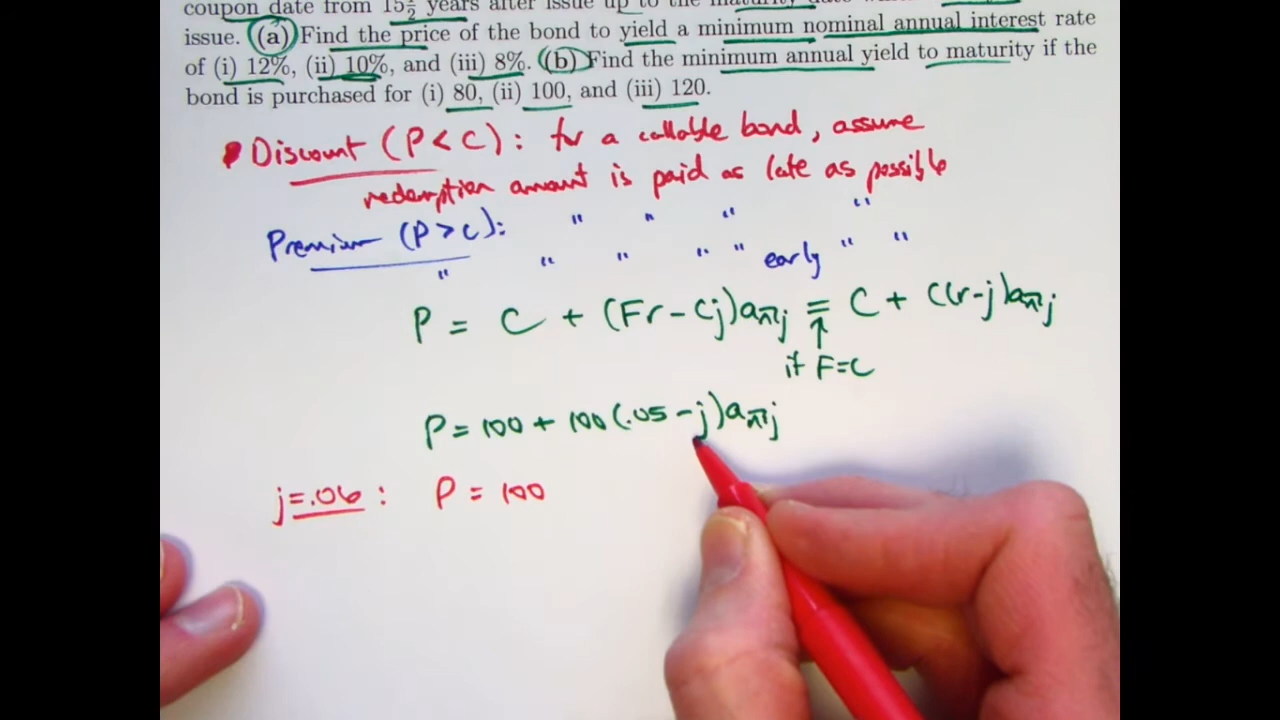 coupon date from 15½ years after issue up to the maturity date
issue. (a) Find the price of the bond to yield a minimum nominal annual interest rate
of (i) 12%, (ii) 10%, and (iii) 8%. (b) Find the minimum annual yield to maturity if the
bond is purchased for (i) 80, (ii) 100, and (iii) 120.
Discount (P < C) : for a callable bond, assume
redemption amount is paid as late as possible
Premium (P > C): " " " "
" " " " " early " "
P = C + (Fr - Cj)a_n̅|j = C + C(r-j)a_n̅|j
↑
if F=C
P = 100 + 100(.05 - j)a_n̅|j
j=.06 : P = 100